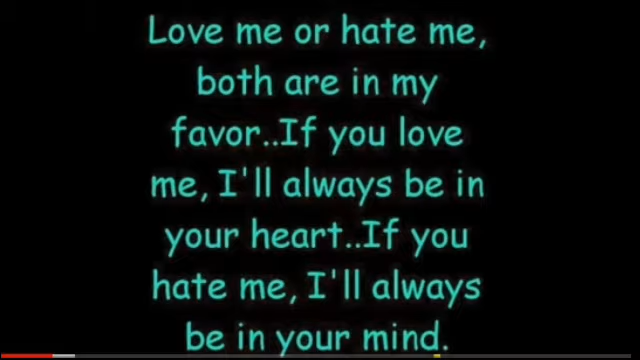 Love me or hate me,
both are in my
favor..If you love
me, I'll always be in
your heart..If you
hate me, I'll always
be in your mind.